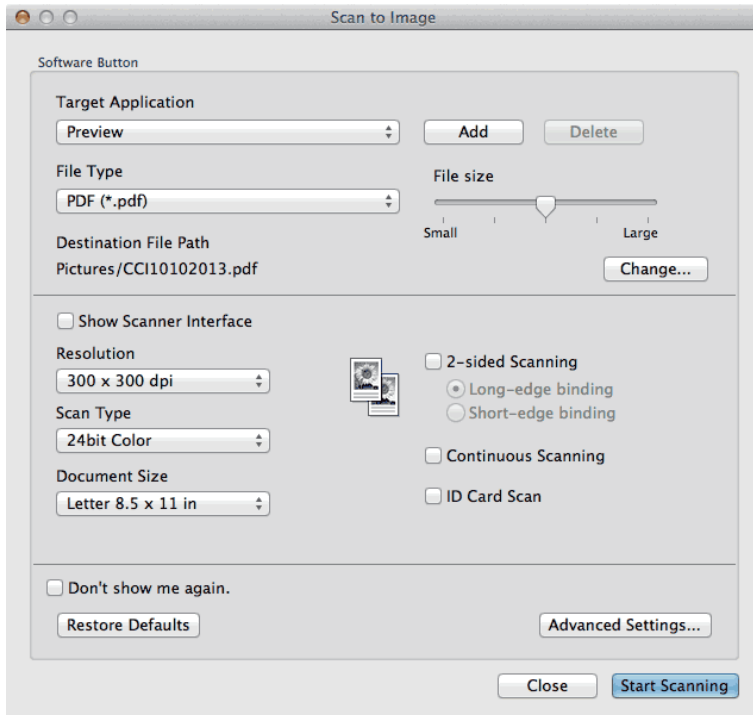 Scan to Image
Software Button
Target Application
Preview
Add
Delete
File Type
PDF (*.pdf)
File size
Small
Large
Destination File Path
Pictures/CCI10102013.pdf
Change...
Show Scanner Interface
Resolution
300 x 300 dpi
Scan Type
24bit Color
Document Size
Letter 8.5 x 11 in
2-sided Scanning
Long-edge binding
Short-edge binding
Continuous Scanning
ID Card Scan
Don't show me again.
Restore Defaults
Advanced Settings...
Close
Start Scanning